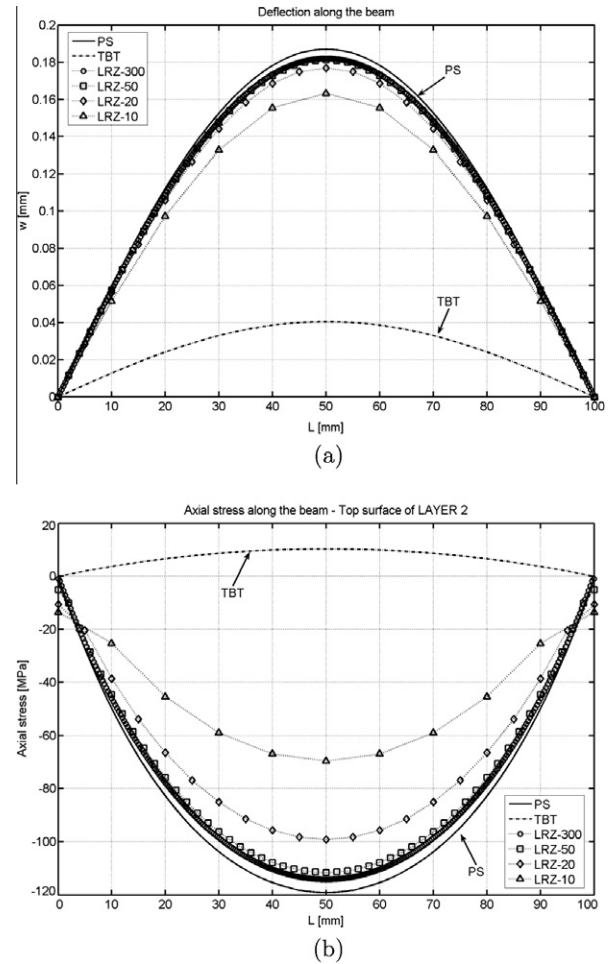 Deflection along the beam
0.2
0.18
0.16
0.14
0.12
0.1
0.08
0.06
0.04
0.02
0
w [mm]
PS
TBT
LRZ-300
LRZ-50
LRZ-20
LRZ-10
PS
TBT
0 10 20 30 40 50 60 70 80 90 100
L [mm]
(a)
Axial stress along the beam - Top surface of LAYER 2
20
0
-20
-40
-60
-80
-100
-120
Axial stress [MPa]
TBT
PS
PS
TBT
LRZ-300
LRZ-50
LRZ-20
LRZ-10
0 10 20 30 40 50 60 70 80 90 100
L [mm]
(b)